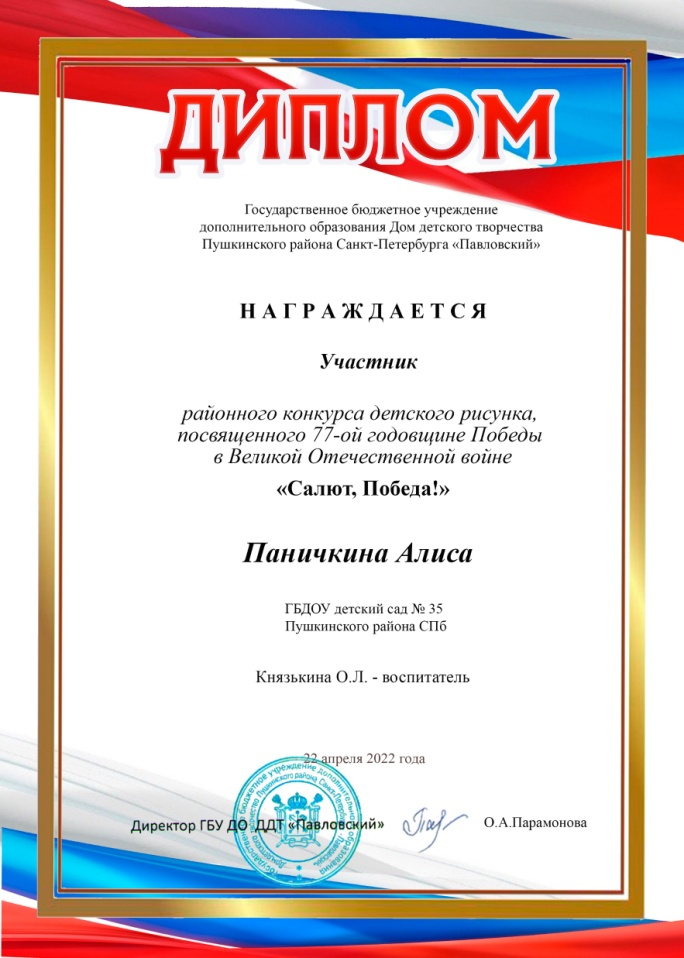 ДИПЛОМ
Государственное бюджетное учреждение
дополнительного образования Дом детского творчества
Пушкинского района Санкт-Петербурга «Павловский»
Н А Г Р А Ж Д А Е Т С Я
Участник
районного конкурса детского рисунка,
посвященного 77-ой годовщине Победы
в Великой Отечественной войне
«Салют, Победа!»
Паничкина Алиса
ГБДОУ детский сад № 35
Пушкинского района СПб
Князькина О.Л. - воспитатель
22 апреля 2022 года
Директор ГБУ ДО ДДТ «Павловский»
О.А.Парамонова